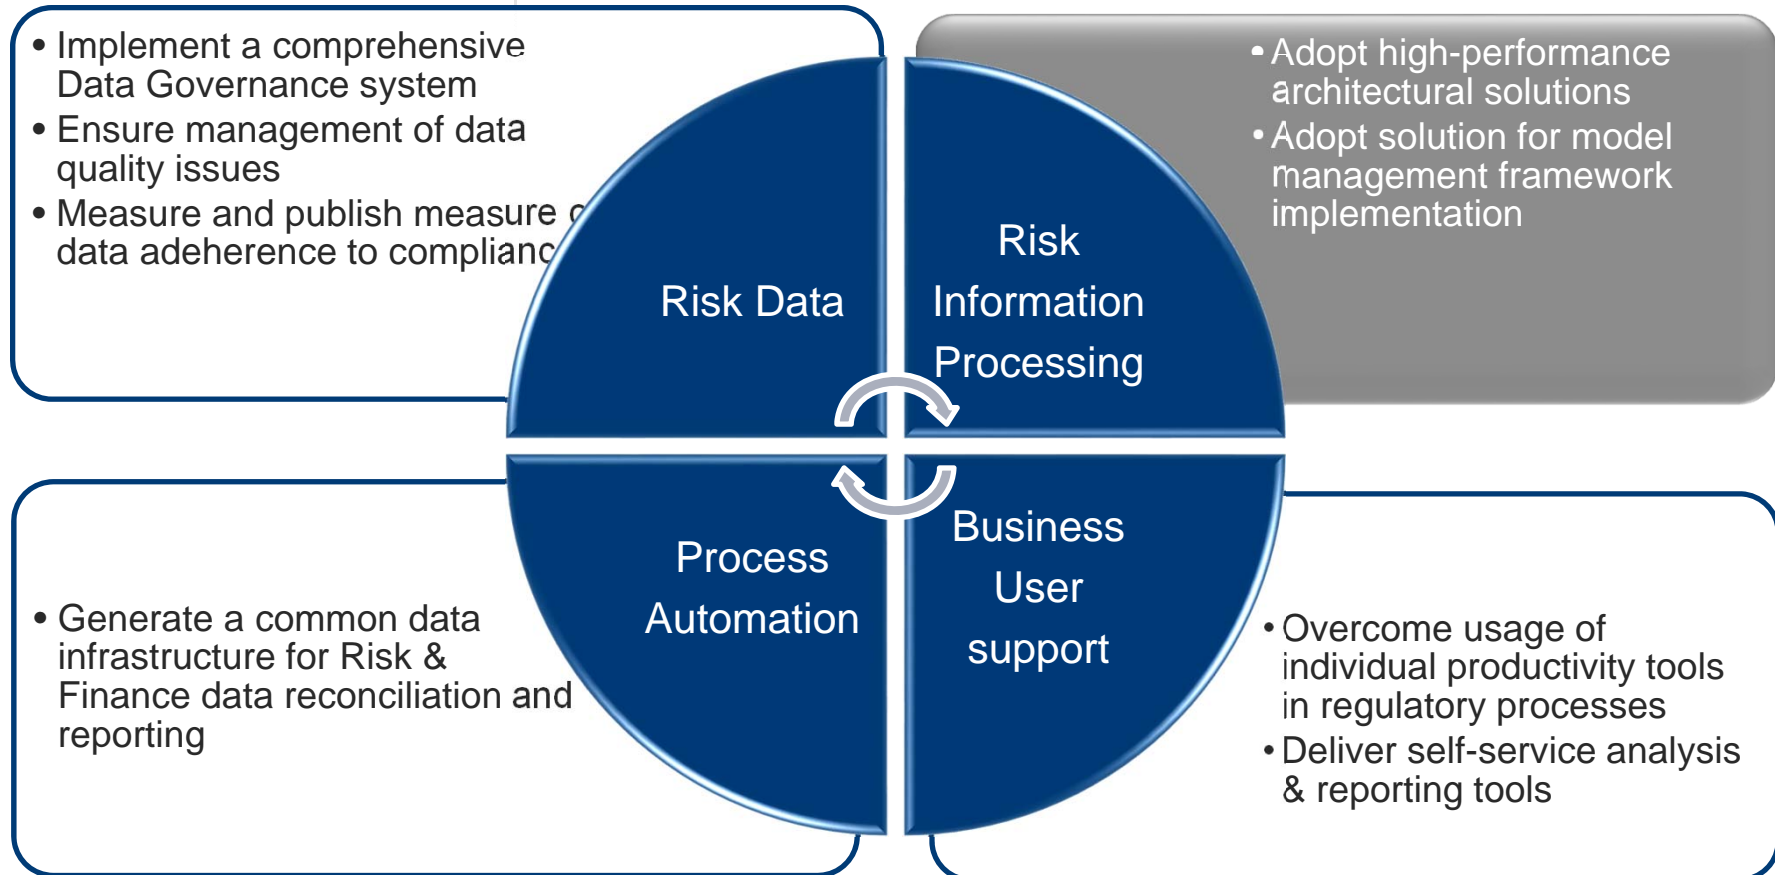 • Implement a comprehensive
Data Governance system
• Ensure management of data
quality issues
• Measure and publish measure
data adeherence to
Risk Data
Risk
Information
Processing
• Adopt high-performance
architectural solutions
• Adopt solution for model
management framework
implementation
• Generate a common data
infrastructure for Risk &
Finance data reconciliation and
reporting
Process
Automation
Business
User
support
• Overcome usage of
individual productivity tools
in regulatory processes
• Deliver self-service analysis
& reporting tools